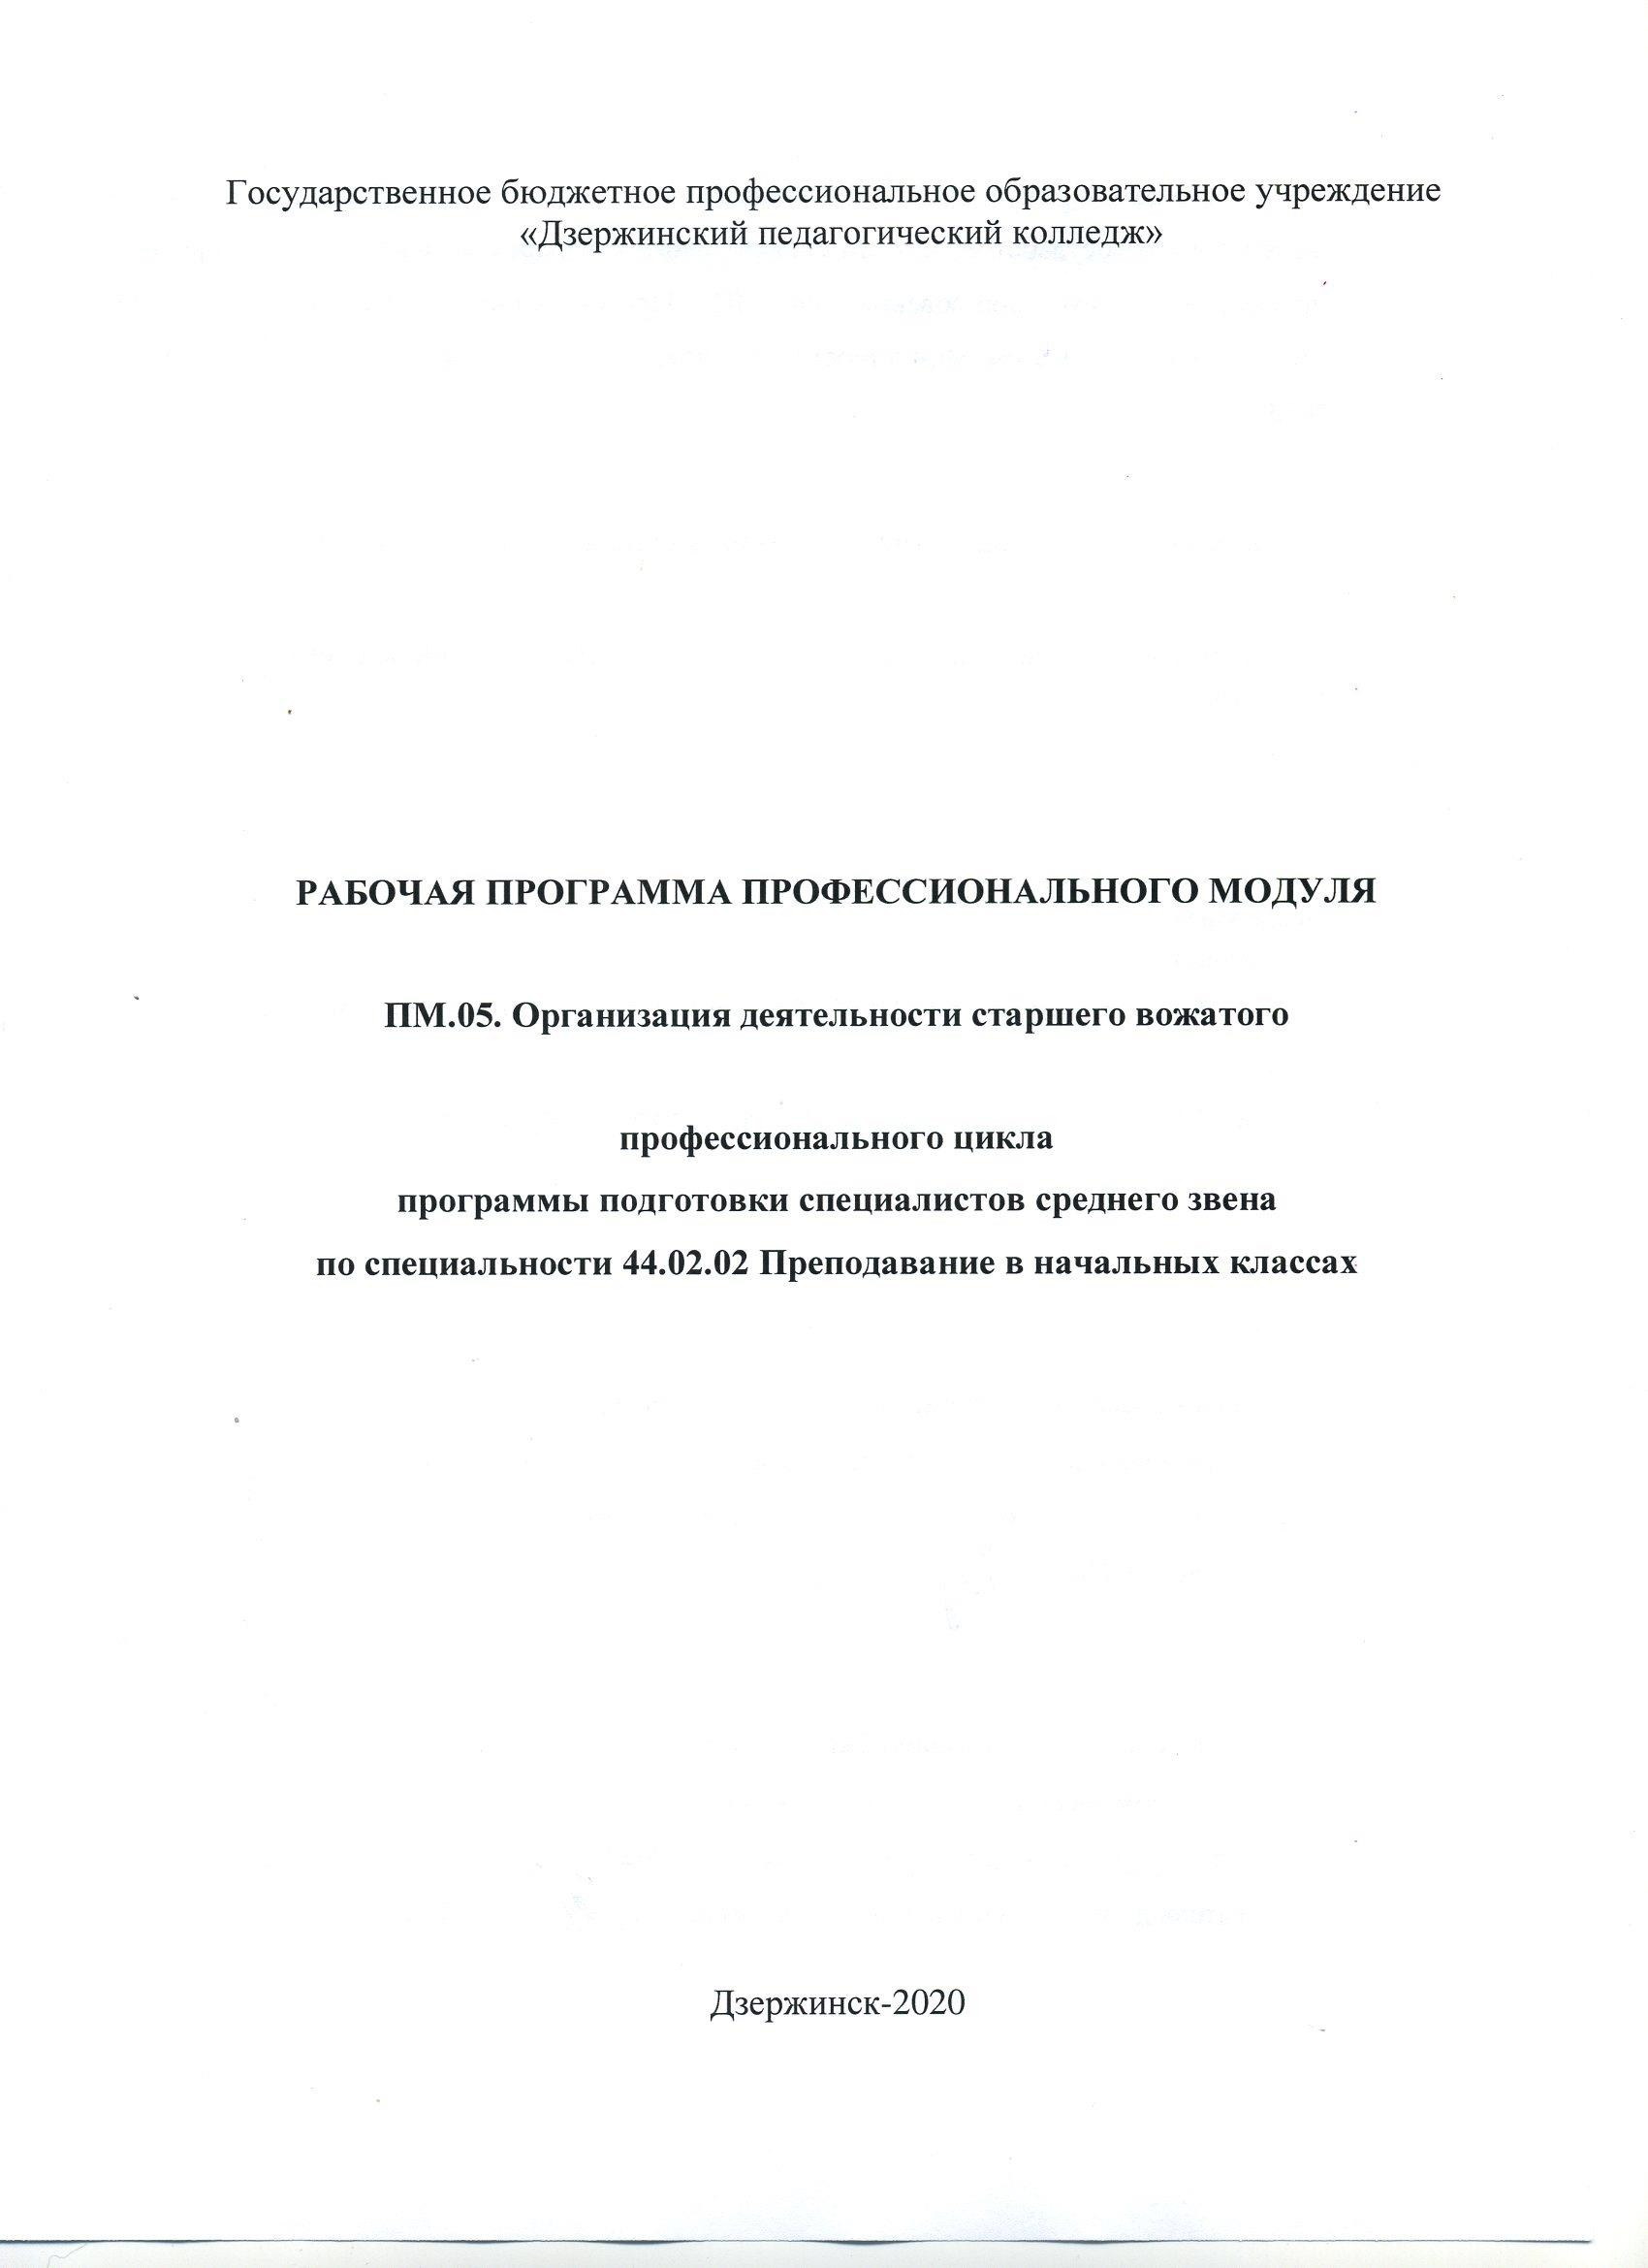 Государственное бюджетное профессиональное образовательное учреждение
«Дзержинский педагогический колледж»
РАБОЧАЯ ПРОГРАММА ПРОФЕССИОНАЛЬНОГО МОДУЛЯ
ПМ.05. Организация деятельности старшего вожатого
профессионального цикла
программы подготовки специалистов среднего звена
по специальности 44.02.02 Преподавание в начальных классах
Дзержинск-2020